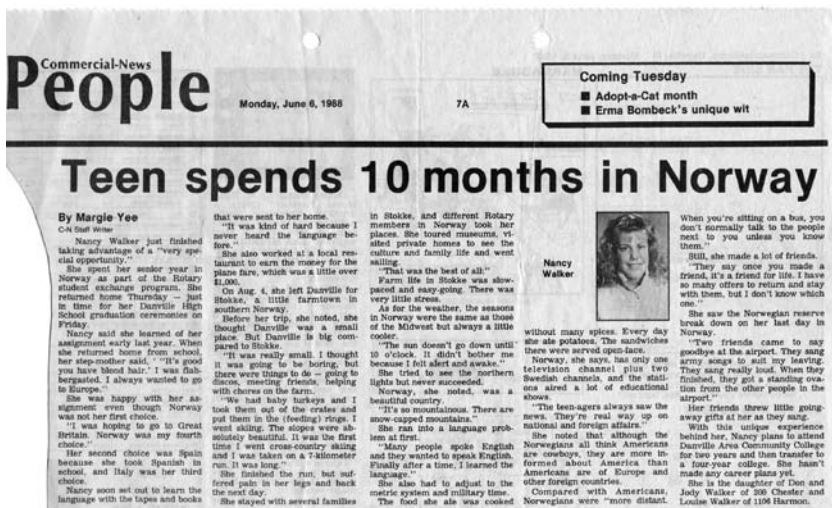 Commercial-News
People
Monday, June 6, 1988
7A
Coming Tuesday
■ Adopt-a-Cat month
■ Erma Bombeck's unique wit
Teen spends 10 months in Norway
By Margie Yee
C-N Staff Writer
Nancy Walker just finished
taking advantage of a "very spe-
cial opportunity."
She spent her senior year in
Norway as part of the Rotary
student exchange program. She
returned home Thursday — just
in time for her Danville High
School graduation ceremonies on
Friday.
Nancy said she learned of her
assignment early last year. When
she returned home from school,
her step-mother said, "It's good
you have blond hair.' I was flab-
bergasted. I always wanted to go
to Europe."
She was happy with her as-
signment even though Norway
was not her first choice.
"I was hoping to go to Great
Britain. Norway was my fourth
choice."
Her second choice was Spain
because she took Spanish in
school, and Italy was her third
choice.
Nancy soon set out to learn the
language with the tapes and books
that were sent to her home.
"It was kind of hard because I
never heard the language be-
fore."
She also worked at a local res-
taurant to earn the money for the
plane fare, which was a little over
$1,000.
On Aug. 4, she left Danville for
Stokke, a little farmtown in
southern Norway.
Before her trip, she noted, she
thought Danville was a small
place. But Danville is big com-
pared to Stokke.
"It was really small. I thought
it was going to be boring, but
there were things to do — going to
discos, meeting friends, helping
with chores on the farm.
"We had baby turkeys and I
took them out of the crates and
put them in the (feeding) rings. I
went skiing. The slopes were ab-
solutely beautiful. It was the first
time I went cross-country skiing
and I was taken on a 7-kilometer
run. It was long."
She finished the run, but suf-
fered pain in her legs and back
the next day.
She stayed with several families
in Stokke, and different Rotary
members in Norway took her
places. She toured museums, vi-
sited private homes to see the
culture and family life and went
sailing.
"That was the best of all."
Farm life in Stokke was slow-
paced and easy-going. There was
very little stress.
As for the weather, the seasons
in Norway were the same as those
of the Midwest but always a little
cooler.
"The sun doesn't go down until
10 o'clock. It didn't bother me
because I felt alert and awake."
She tried to see the northern
lights but never succeeded.
Norway, she noted, was a
beautiful country.
"It's so mountainous. There are
snow-capped mountains."
She ran into a language prob-
lem at first.
"Many people spoke English
and they wanted to speak English.
Finally after a time, I learned the
language."
She also had to adjust to the
metric system and military time.
The food she ate was cooked
Nancy
Walker
without many spices. Every day
she ate potatoes. The sandwiches
there were served open-face.
Norway, she says, has only one
television channel plus two
Swedish channels, and the stati-
ons aired a lot of educational
shows.
"The teen-agers always saw the
news. They're real way up on
national and foreign affairs."
She noted that although the
Norwegians all think Americans
are cowboys, they are more in-
formed about America than
Americans are of Europe and
other foreign countries.
Compared with Americans,
Norwegians were "more distant.
When you're sitting on a bus, you
don't normally talk to the people
next to you unless you know
them."
Still, she made a lot of friends.
"They say once you made a
friend, it's a friend for life. I have
so many offers to return and stay
with them, but I don't know which
one."
She saw the Norwegian reserve
break down on her last day in
Norway.
"Two friends came to say
goodbye at the airport. They sang
army songs to suit my leaving.
They sang really loud. When they
finished, they got a standing ova-
tion from the other people in the
airport."
Her friends threw little going-
away gifts at her as they sang.
With this unique experience
behind her, Nancy plans to attend
Danville Area Community College
for two years and then transfer to
a four-year college. She hasn't
made any career plans yet.
She is the daughter of Don and
Jody Walker of 200 Chester and
Louise Walker of 1106 Harmon.